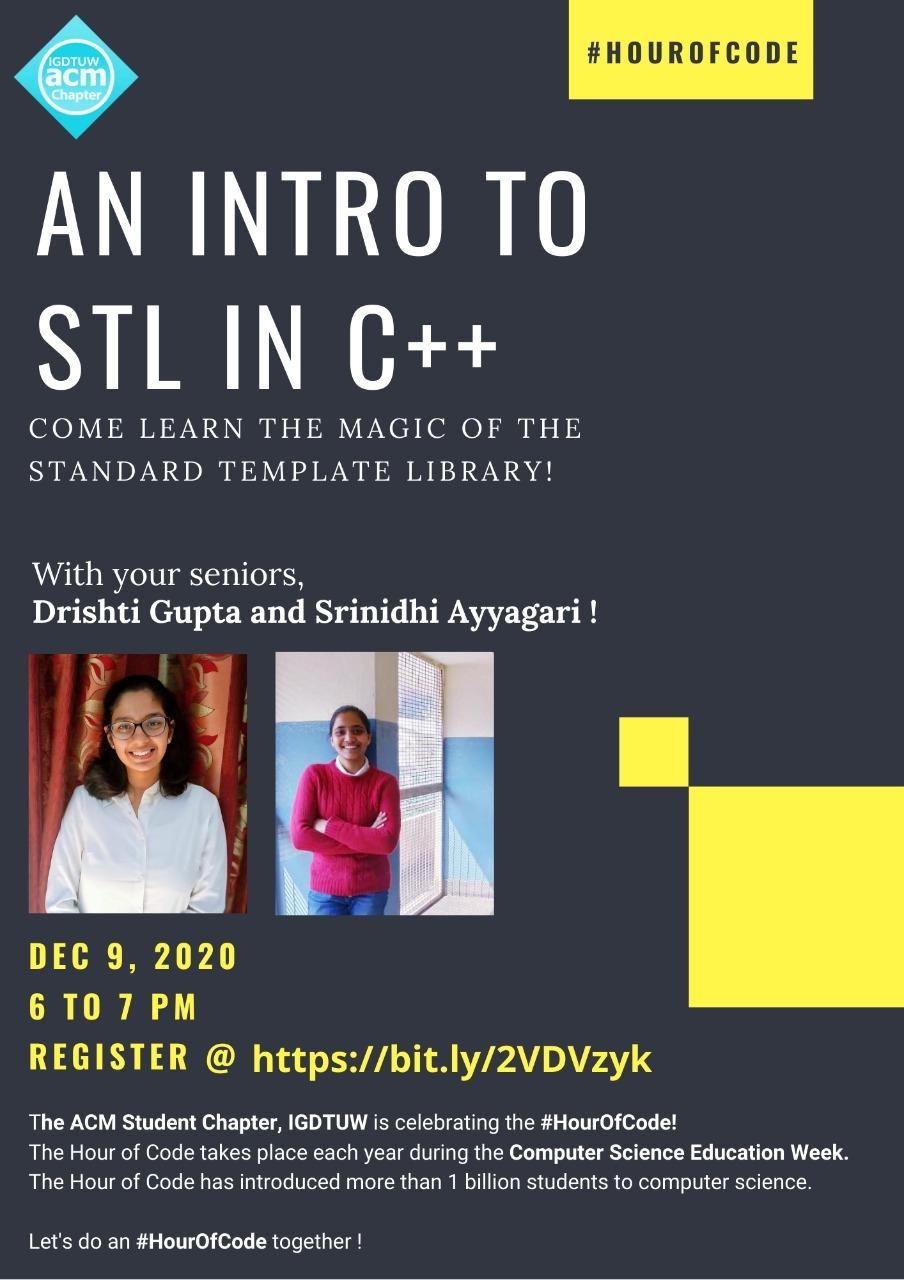 IGDTUW
acm
Chapter
#HOUROFCODE
AN INTRO TO
STL IN C++
COME LEARN THE MAGIC OF THE
STANDARD TEMPLATE LIBRARY!
With your seniors,
Drishti Gupta and Srinidhi Ayyagari !
DEC 9, 2020
6 TO 7 PM
REGISTER @ https://bit.ly/2VDVzyk
The ACM Student Chapter, IGDTUW is celebrating the #HourOfCode!
The Hour of Code takes place each year during the Computer Science Education Week.
The Hour of Code has introduced more than 1 billion students to computer science.
Let's do an #HourOfCode together !